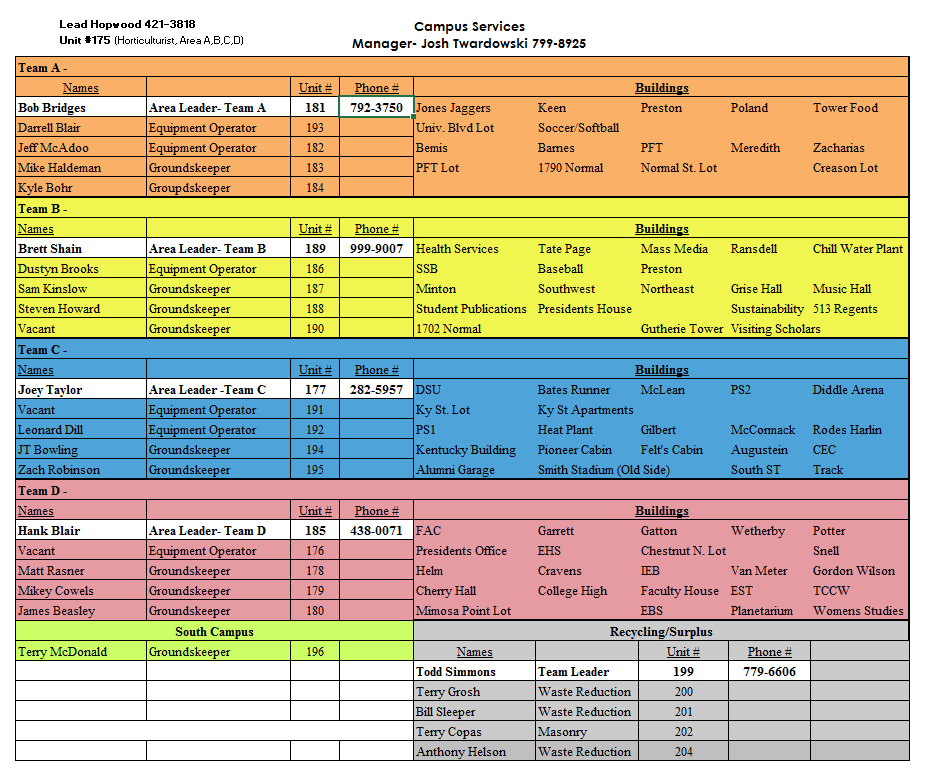 Lead Hopwood 421-3818
Campus Services
Unit #175 (Horticulturist, Area A,B,C,D)
Manager- Josh Twardowski 799-8925
Team A -
Names Unit # Phone # Buildings
Bob Bridges Area Leader- Team A 181 792-3750 Jones Jaggers Keen Preston Poland Tower Food
Darrell Blair Equipment Operator 193 Univ. Blvd Lot Soccer/Softball
Jeff McAdoo Equipment Operator 182 Bemis Barnes PFT Meredith Zacharias
Mike Haldeman Groundskeeper 183 PFT Lot 1790 Normal Normal St. Lot Creason Lot
Kyle Bohr Groupdskeeper 184
Team B -
Names Unit # Phone # Buildings
Brett Shain Area Leader- Team B 189 999-9007 Health Services Tate Page Mass Media Ransdell Chill Water Plant
Dustyn Brooks Equipment Operator 186 SSB Baseball Preston
Sam Kinslow Groundskeeper 187 Minton Southwest Northeast Grise Hall Music Hall
Steven Howard Groundskeeper 188 Student Publications Presidents House Sustainability 513 Regents
Vacant Groundskeeper 190 1702 Normal Gutherie Tower Visiting Scholars
Team C -
Names Unit # Phone # Buildings
Joey Taylor Area Leader -Team C 177 282-5957 DSU Bates Runner McLean PS2 Diddle Arena
Vacant Equipment Operator 191 Ky St. Lot Ky St Apartments
Leonard Dill Equipment Operator 192 PS1 Heat Plant Gilbert McCormack Rodes Harlin
JT Bowling Groundskeeper 194 Kentucky Building Pioneer Cabin Felt's Cabin Augustein CEC
Zach Robinson Groundskeeper 195 Alumni Garage Smith Stadium (Old Side) South ST Track
Team D -
Names Unit # Phone # Buildings
Hank Blair Area Leader- Team D 185 438-0071 FAC Garrett Gatton Wetherby Potter
Vacant Equipment Operator 176 Presidents Office EHS Chestnut N. Lot Snell
Matt Rasner Groundskeeper 178 Helm Cravens IEB Van Meter Gordon Wilson
Mikey Cowels Groundskeeper 179 Cherry Hall College High Faculty House EST TCCW
James Beasley Groundskeeper 180 Mimosa Point Lot EBS Planetarium Womens Studies
South Campus Recycling/Surplus
Terry McDonald Groundskeeper 196 Names Unit # Phone #
Todd Simmons Team Leader 199 779-6606
Terry Grosh Waste Reduction 200
Bill Sleeper Waste Reduction 201
Terry Copas Masonry 202
Anthony Helson Waste Reduction 204